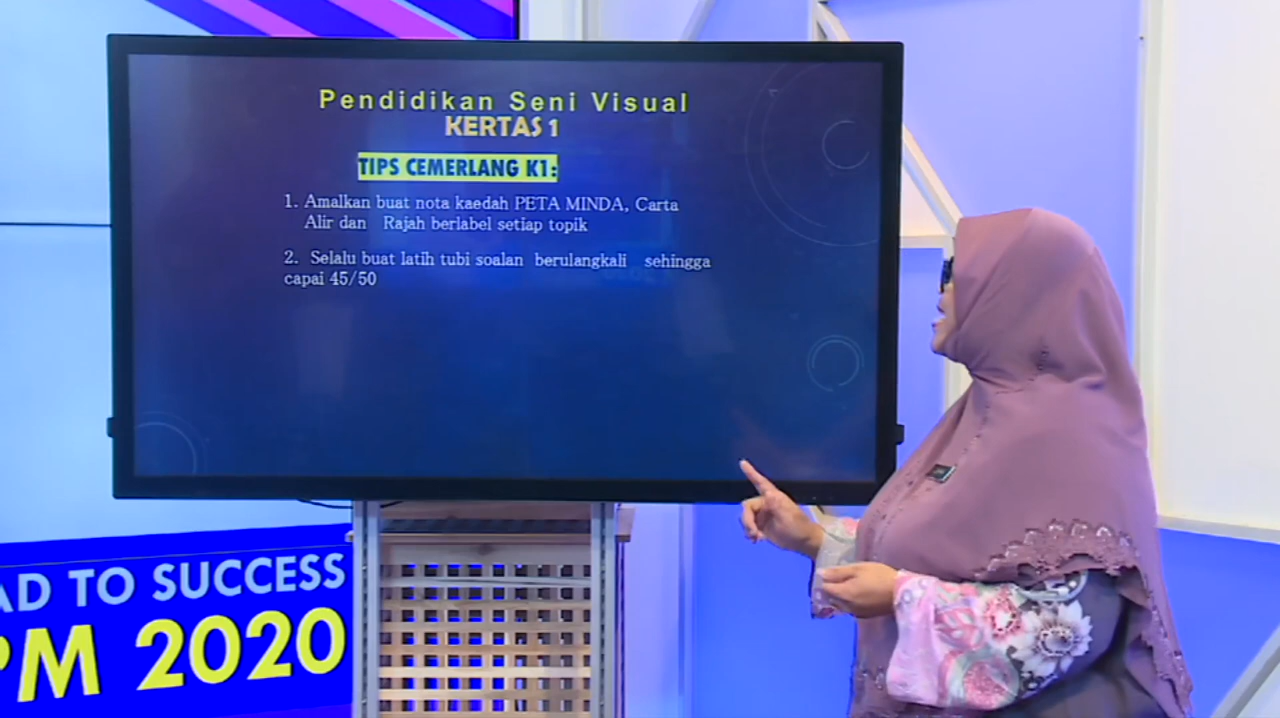 Pendidikan Seni Visual
KERTAS 1
TIPS CEMERLANG K1:
1. Amalkan buat nota kaedah PETA MINDA, Carta
Alir dan Rajah berlabel setiap topik
2. Selalu buat latih tubi soalan berulangkali sehingga
capai 45/50
AD TO SUCCESS
PM 2020